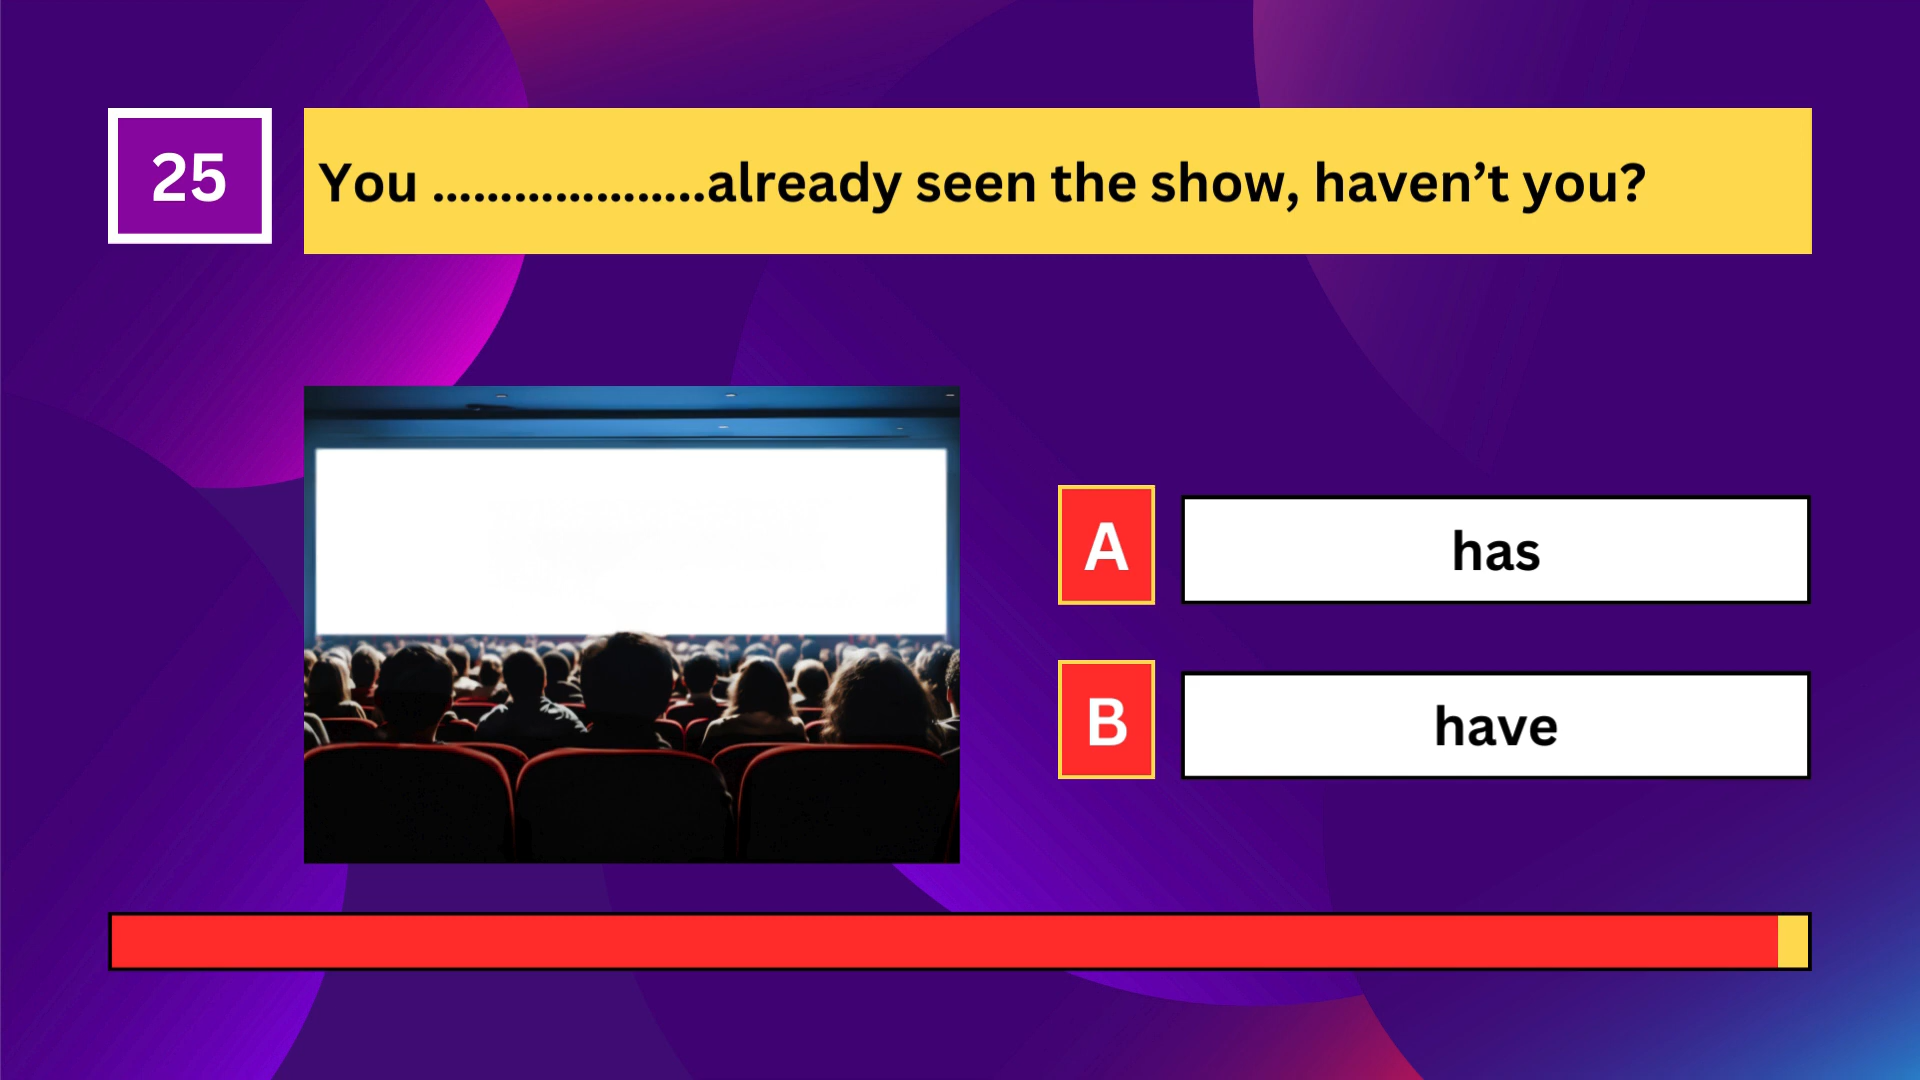 25
You ....................already seen the show, haven’t you?
A
has
B
have